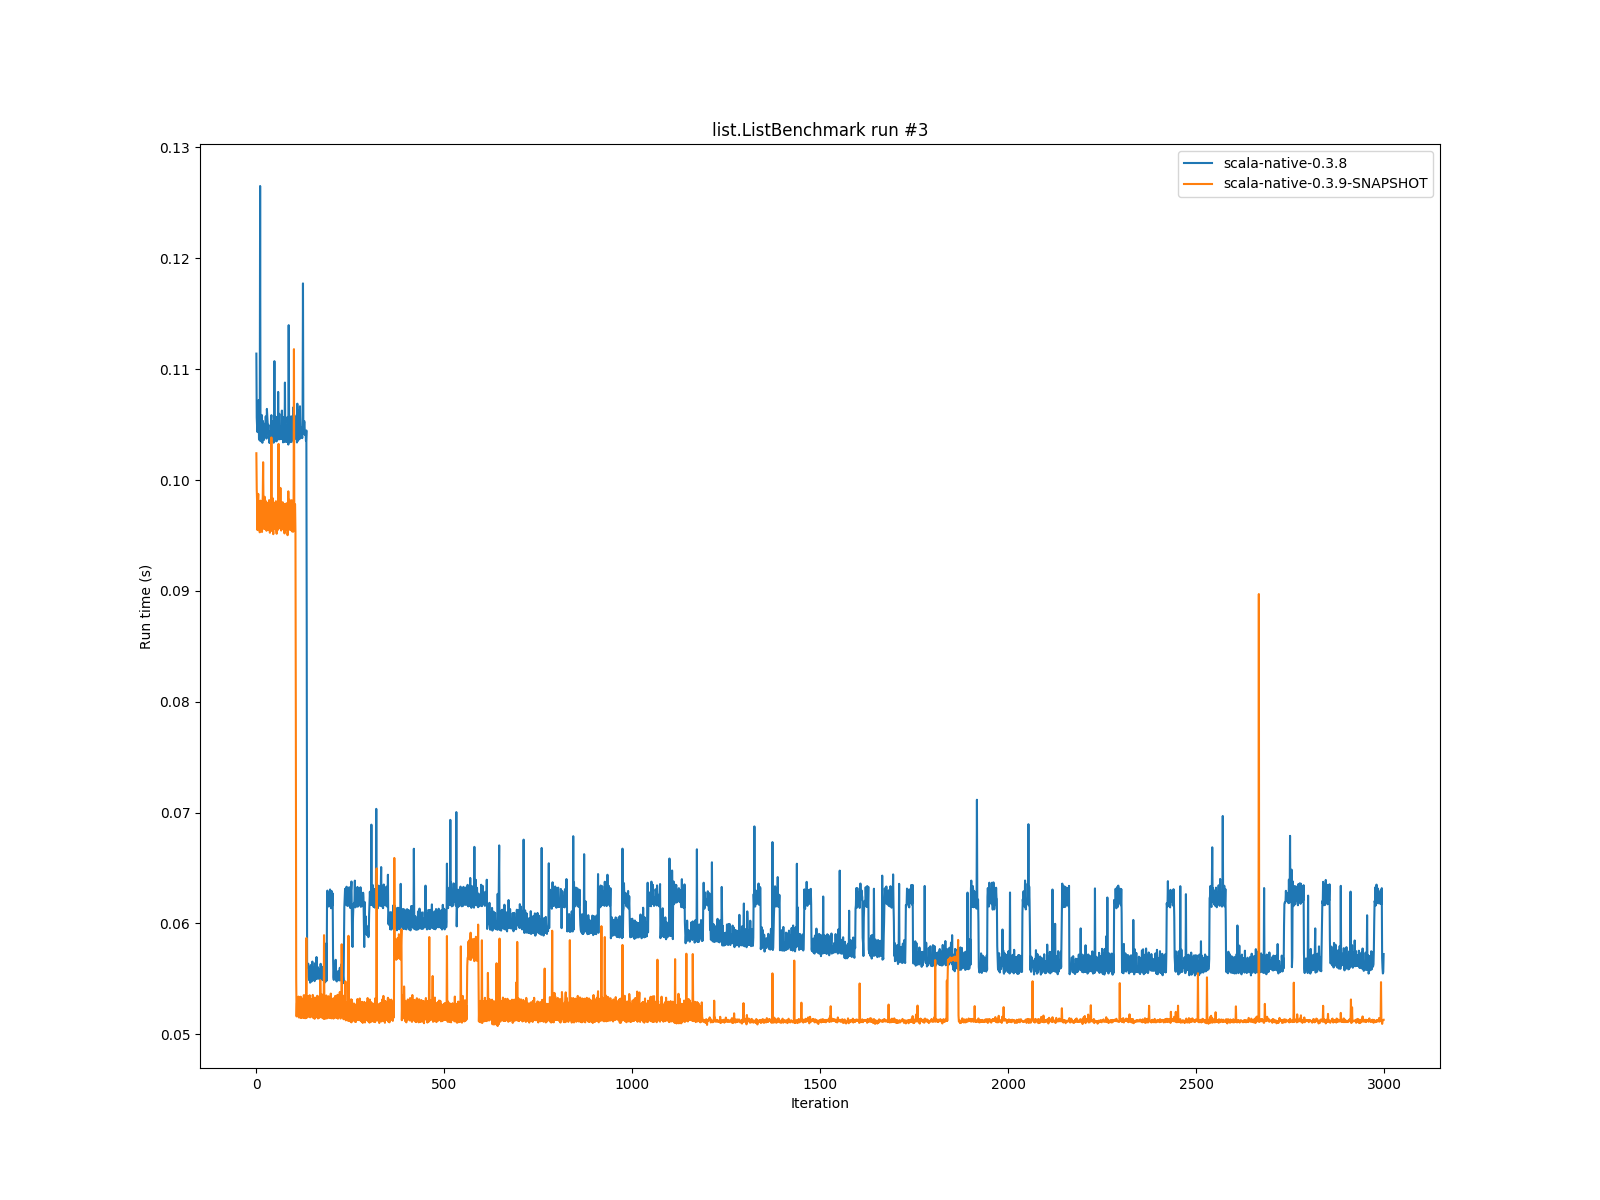 list.ListBenchmark run #3
scala-native-0.3.8
scala-native-0.3.9-SNAPSHOT
Run time (s)
0.13
0.12
0.11
0.10
0.09
0.08
0.07
0.06
0.05
0 500 1000 1500 2000 2500 3000
Iteration